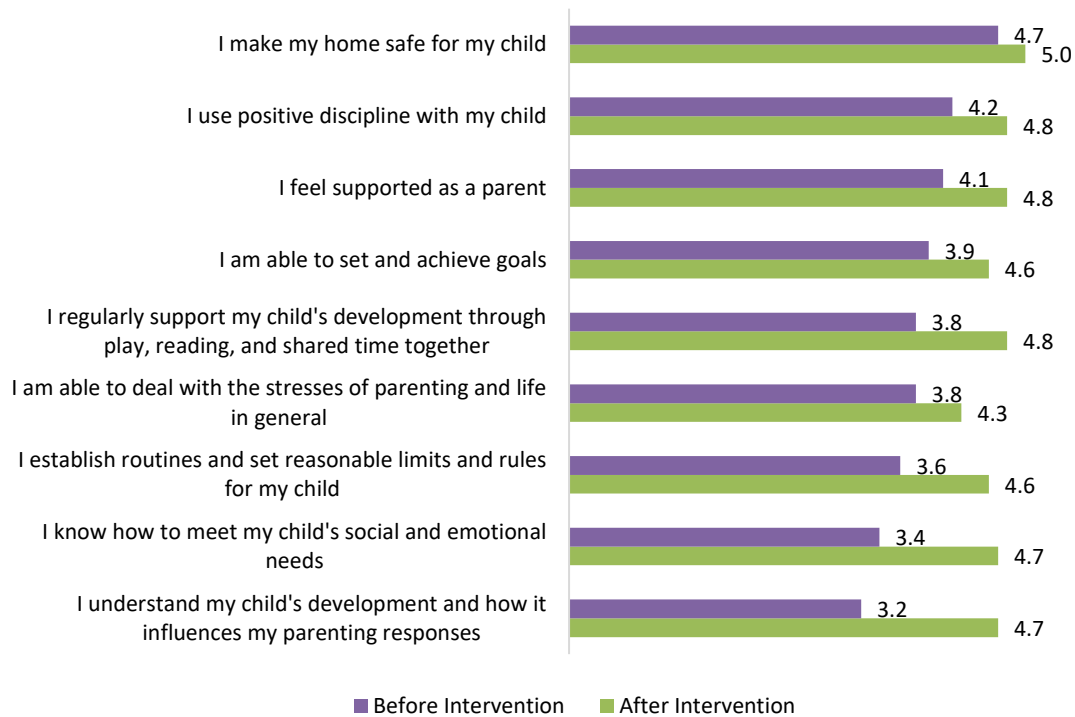 I make my home safe for my child
4.7
5.0
I use positive discipline with my child
4.2
4.8
I feel supported as a parent
4.1
4.8
I am able to set and achieve goals
3.9
4.6
I regularly support my child's development through
play, reading, and shared time together
3.8
4.8
I am able to deal with the stresses of parenting and life
in general
3.8
4.3
I establish routines and set reasonable limits and rules
for my child
3.6
4.6
I know how to meet my child's social and emotional
needs
3.4
4.7
I understand my child's development and how it
influences my parenting responses
3.2
4.7
Before Intervention
After Intervention